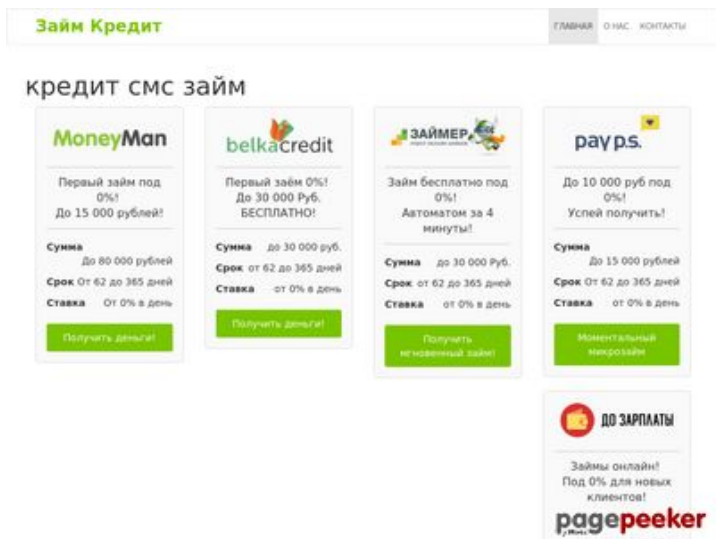 Займ Кредит
ГЛАВНАЯ О НАС. КОНТАКТЫ
кредит смс займ
MoneyMan
Первый займ под
0%!
До 15 000 рублей!
Сумма
До 80 000 рублей
Срок От 62 до 365 дней
Ставка От 0% в день
Получить деньги!
belkacredit
Первый заём 0%!
До 30 000 Руб.
БЕСПЛАТНО!
Сумма до 30 000 руб.
Срок от 62 до 365 дней
Ставка от 0% в день
Получить деньги!
ЗАЙМЕР
Займ бесплатно под
0%!
Автоматом за 4
минуты!
Сумма до 30 000 Руб.
Срок от 62 до 365 дней
Ставка от 0% в день
Получить
мгновенный займ!
pay p.s.
До 10 000 руб под
0%!
Успей получить!
Сумма
До 15 000 рублей
Срок От 62 до 365 дней
Ставка от 0% в день
Моментальный
микрозайм
ДО ЗАРПЛАТЫ
Займы онлайн!
Под 0% для новых
клиентов!
pagepeeker